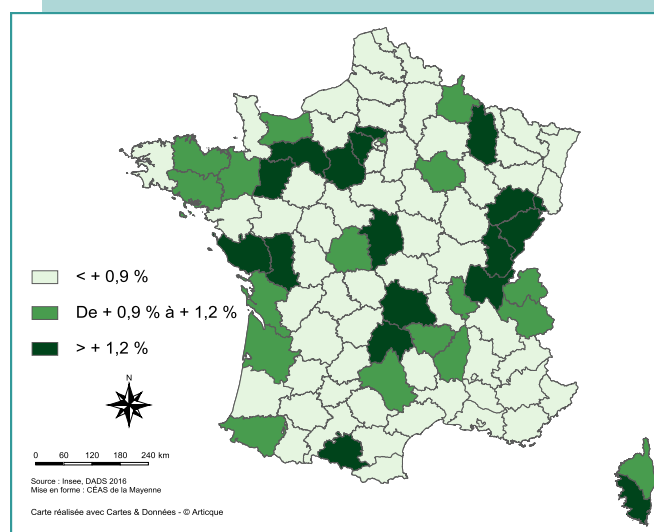 < + 0,9 %
De + 0,9 % à + 1,2 %
> + 1,2 %
N
0 60 120 180 240 km
Source : Insee, DADS 2016
Mise en forme : CÉAS de la Mayenne
Carte réalisée avec Cartes & Données - © Articque